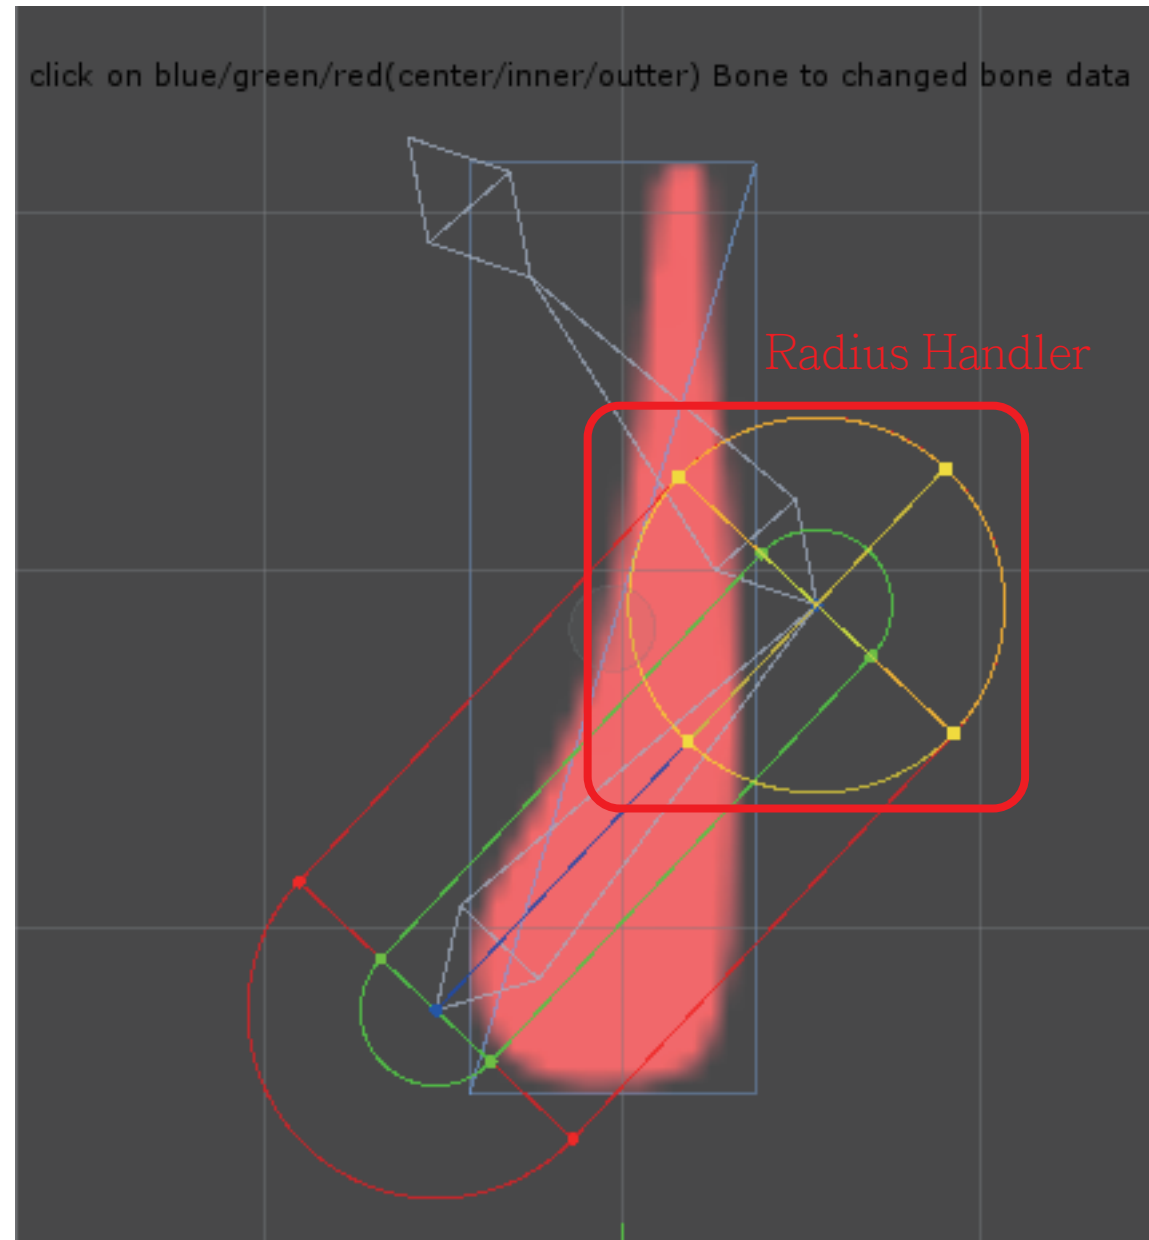 click on blue/green/red(center/inner/outter) Bone to changed bone data
Radius Handler